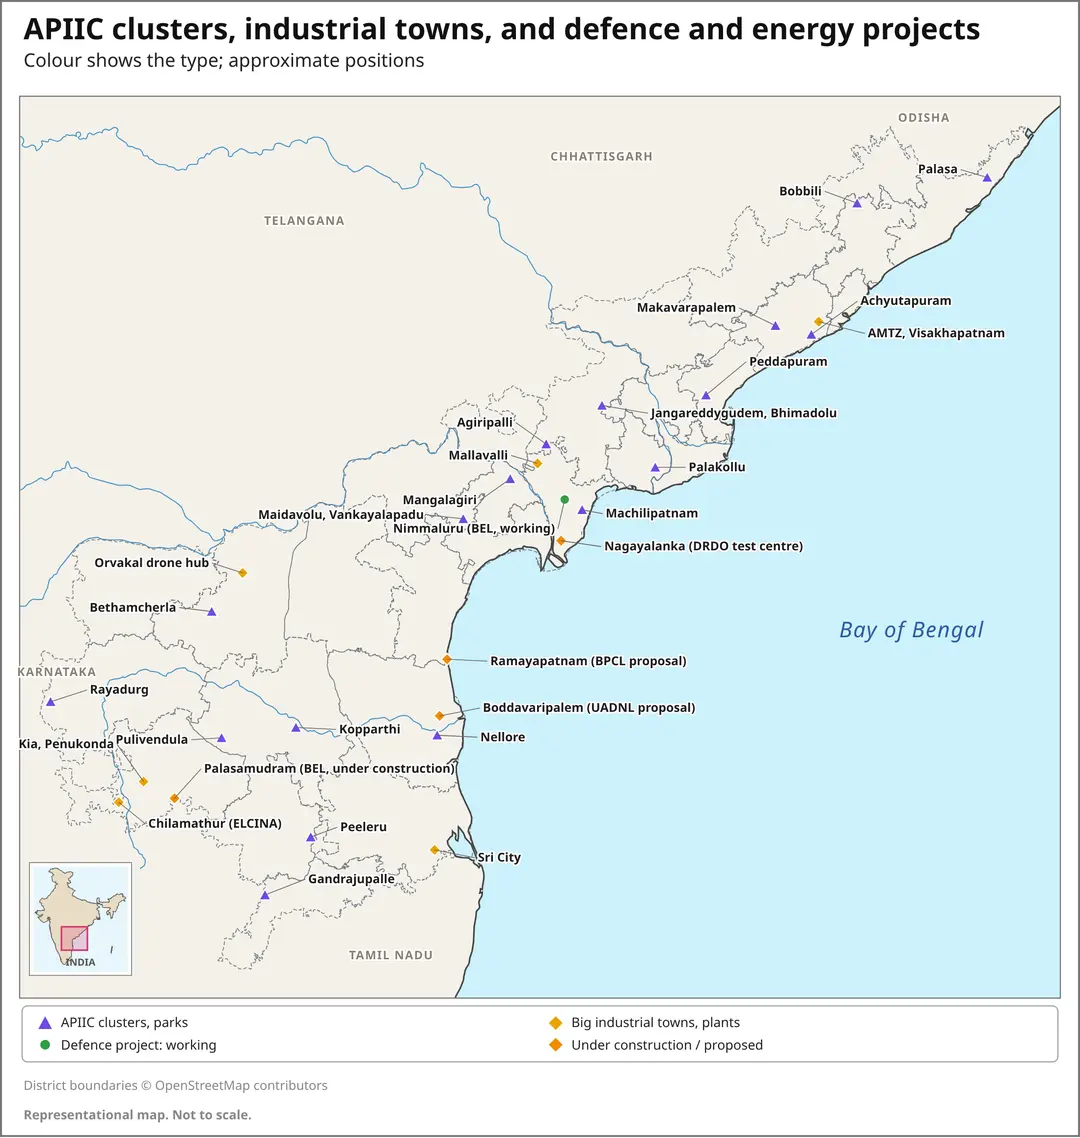 APIIC clusters, industrial towns, and defence and energy projects
Colour shows the type; approximate positions
ODISHA
CHHATTISGARH
Palasa
Bobbili
TELANGANA
Achyutapuram
Makavarapalem
AMTZ, Visakhapatnam
Peddapuram
Jangareddygudem, Bhimadolu
Agiripalli
Mallavalli
Palakollu
Mangalagiri
Machilipatnam
Maidavolu, Vankayalapadu
Nimmaluru (BEL, working)
Nagayalanka (DRDO test centre)
Orvakal drone hub
Bethamcherla
Bay of Bengal
Ramayapatnam (BPCL proposal)
KARNATAKA
Rayadurg
Boddavaripalem (UADNL proposal)
Kopparthi
Nellore
Kia, Penukonda
Pulivendula
Palasamudram (BEL, under construction)
Chilamathur (ELCINA)
Peeleru
Sri City
Gandrajupalle
TAMIL NADU
INDIA
APIIC clusters, parks
Big industrial towns, plants
Defence project: working
Under construction / proposed
District boundaries © OpenStreetMap contributors
Representational map. Not to scale.